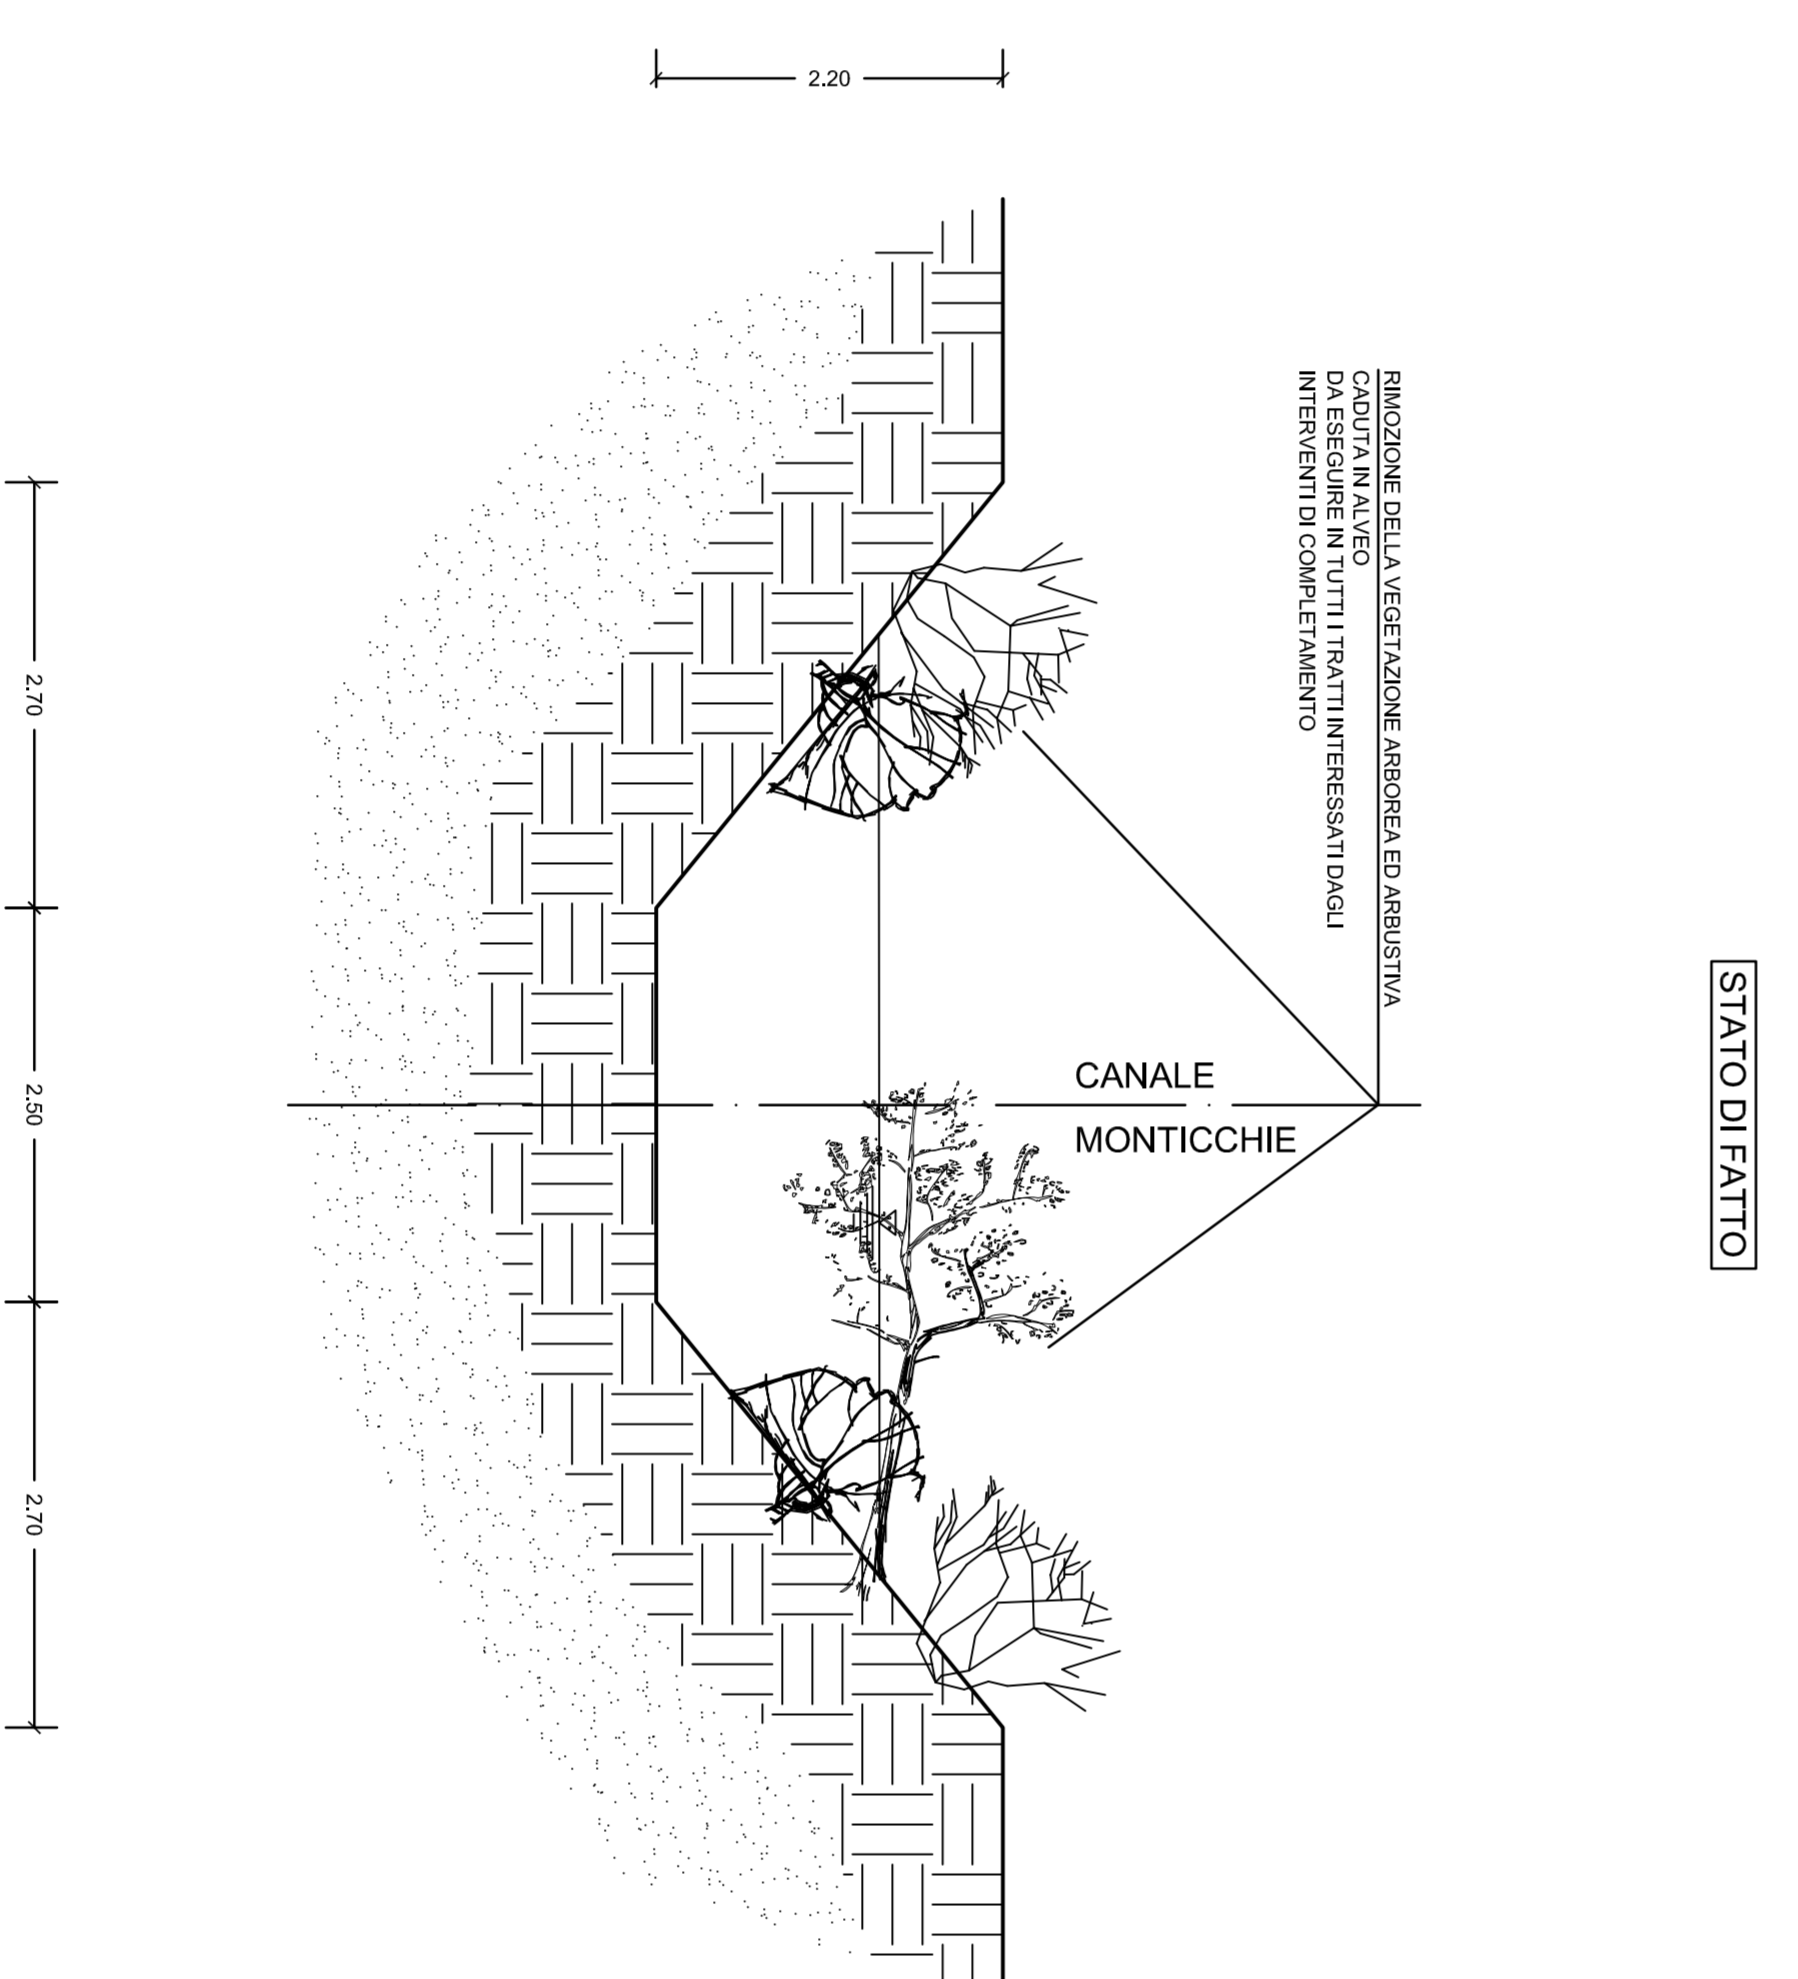 STATO DI FATTO
RIMOZIONE DELLA VEGETAZIONE ARBOREA ED ARBUSTIVA
CADUTA IN ALVEO
DA ESEGUIRE IN TUTTI I TRATTI INTERESSATI DAGLI
INTERVENTI DI COMPLETAMENTO
CANALE
MONTICCHIE
2.20
2.70
2.50
2.70